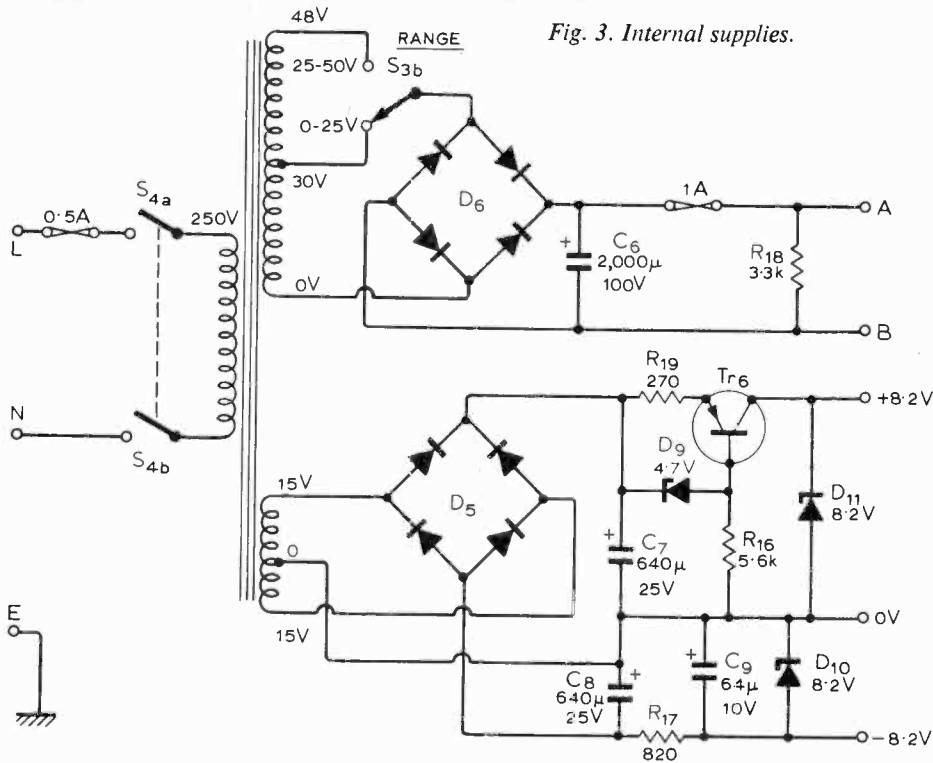 Fig. 3. Internal supplies.
48V
RANGE
25-50V
S3b
0-25V
30V
D6
1A
A
S4a
0·5A
250V
L
C6
+
2,000μ
100V
R18
3·3k
0V
B
N
S4b
R19
270
Tr6
+8·2V
D9
4·7V
15V
D5
D11
8·2V
0
C7
+
640μ
25V
R16
5·6k
E
15V
0V
C8
+
640μ
25V
C9
+
64μ
10V
D10
8·2V
R17
820
-8·2V